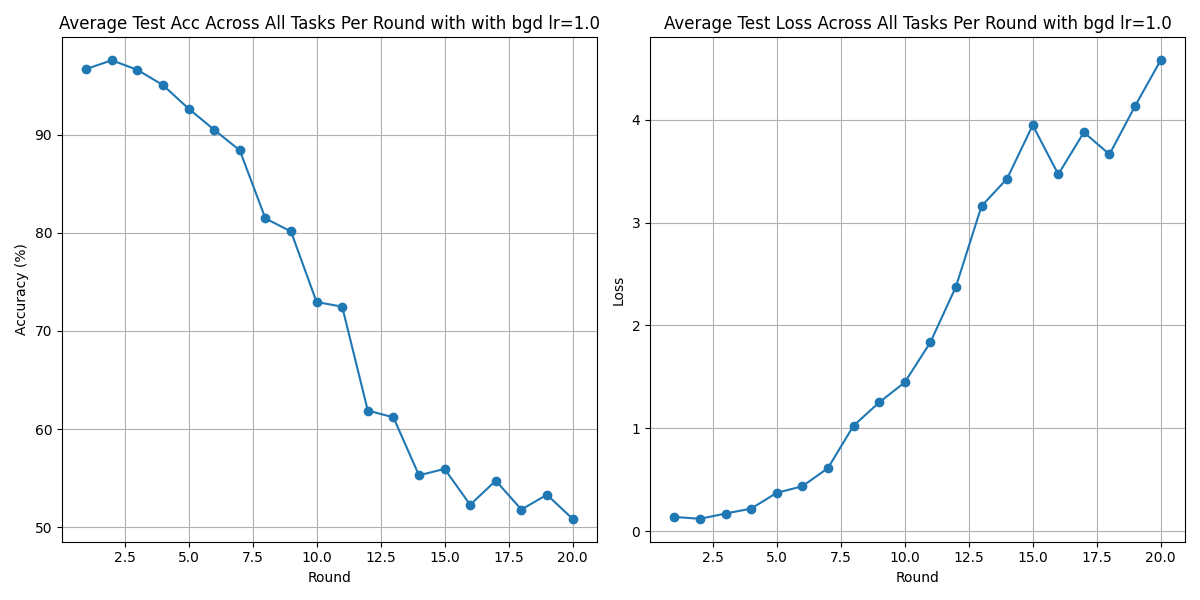 Average Test Acc Across All Tasks Per Round with with bgd lr=1.0
Accuracy (%)
90
80
70
60
50
2.5 5.0 7.5 10.0 12.5 15.0 17.5 20.0
Round
Average Test Loss Across All Tasks Per Round with bgd lr=1.0
Loss
4
3
2
1
0
2.5 5.0 7.5 10.0 12.5 15.0 17.5 20.0
Round